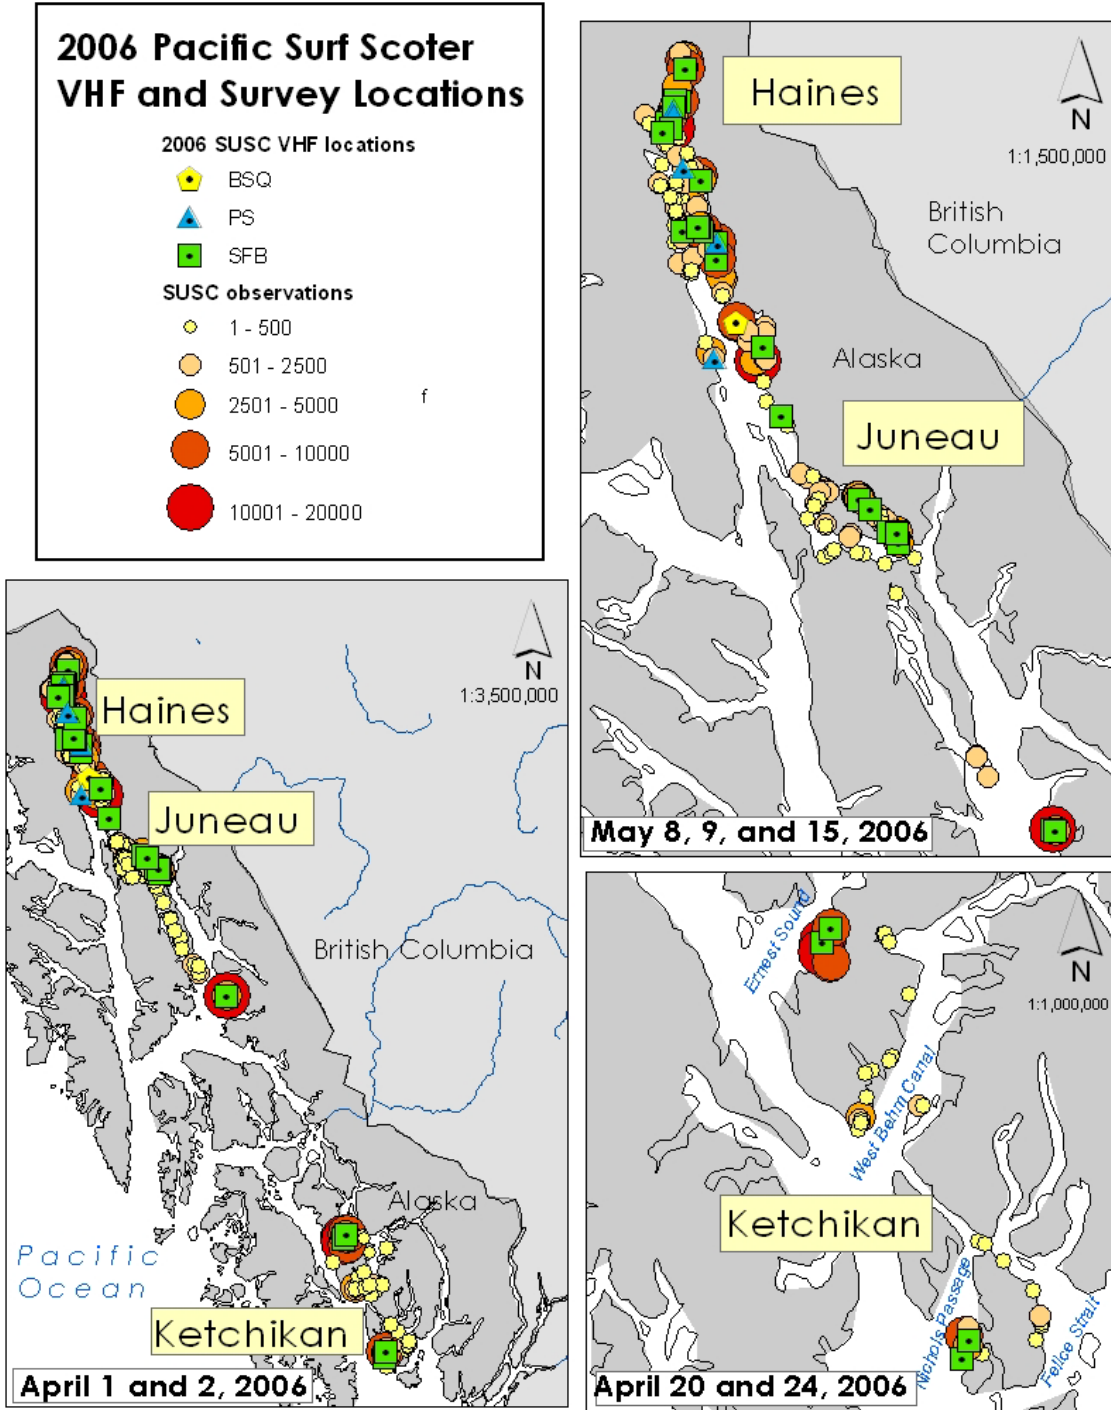 2006 Pacific Surf Scoter
VHF and Survey Locations
2006 SUSC VHF locations
BSQ
PS
SFB
SUSC observations
1 - 500
501 - 2500
2501 - 5000
5001 - 10000
10001 - 20000
f
Haines
N
1:1,500,000
British
Columbia
Alaska
Juneau
May 8, 9, and 15, 2006
N
1:3,500,000
Haines
Juneau
British Columbia
Alaska
Pacific
Ocean
Ketchikan
April 1 and 2, 2006
Ernest Sound
N
1:1,000,000
West Behm Canal
Ketchikan
Nichols Passage
Felice Strait
April 20 and 24, 2006